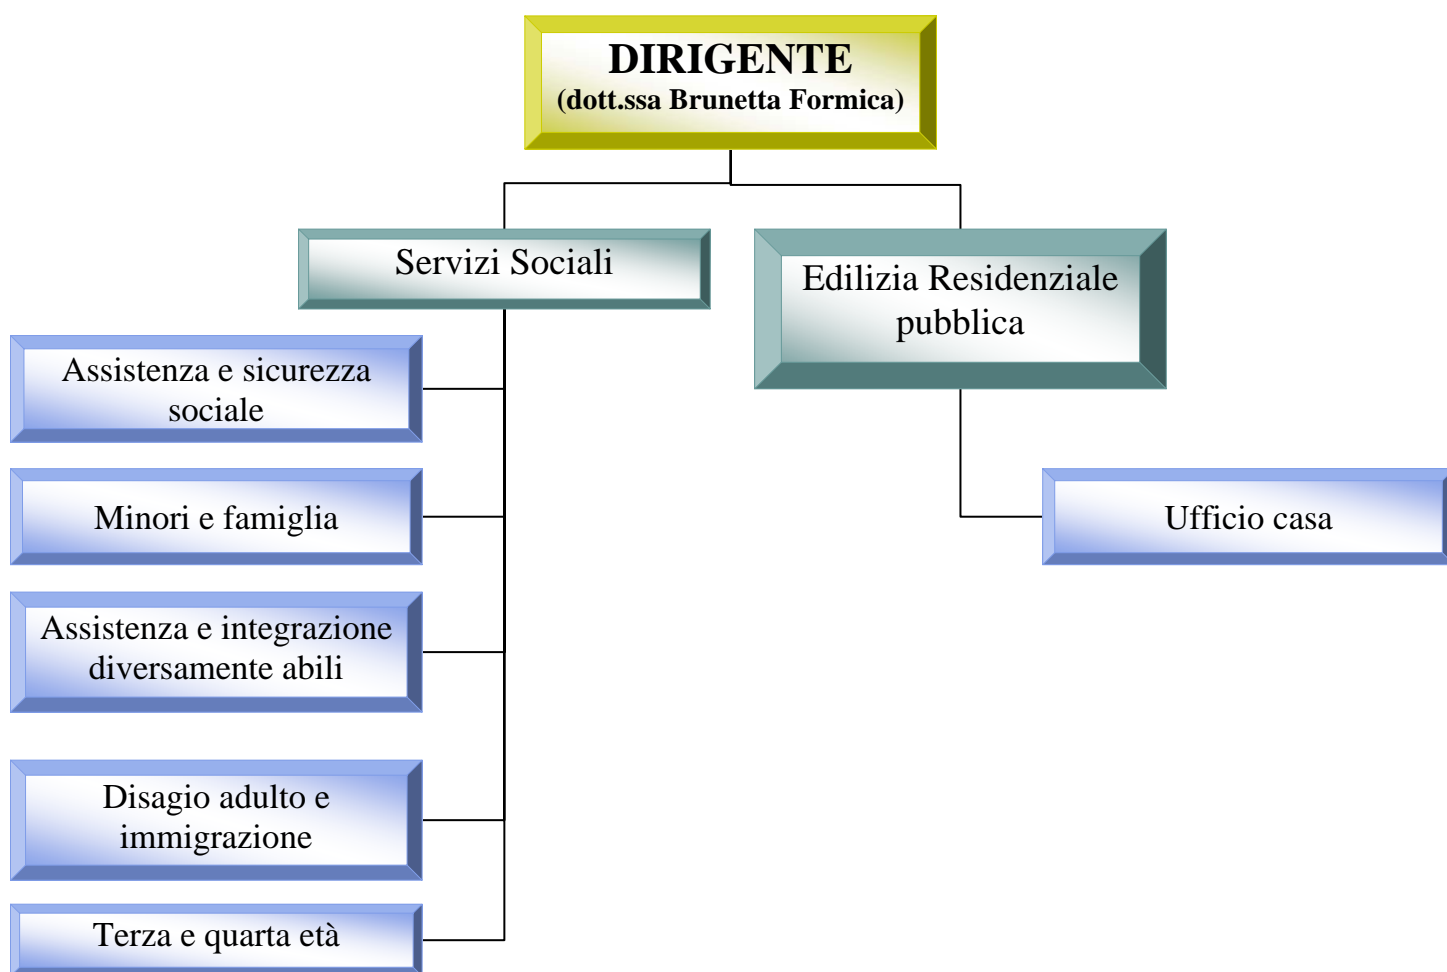 DIRIGENTE
(dott.ssa Brunetta Formica)
Servizi Sociali
Edilizia Residenziale
pubblica
Assistenza e sicurezza
sociale
Minori e famiglia
Ufficio casa
Assistenza e integrazione
diversamente abili
Disagio adulto e
immigrazione
Terza e quarta età